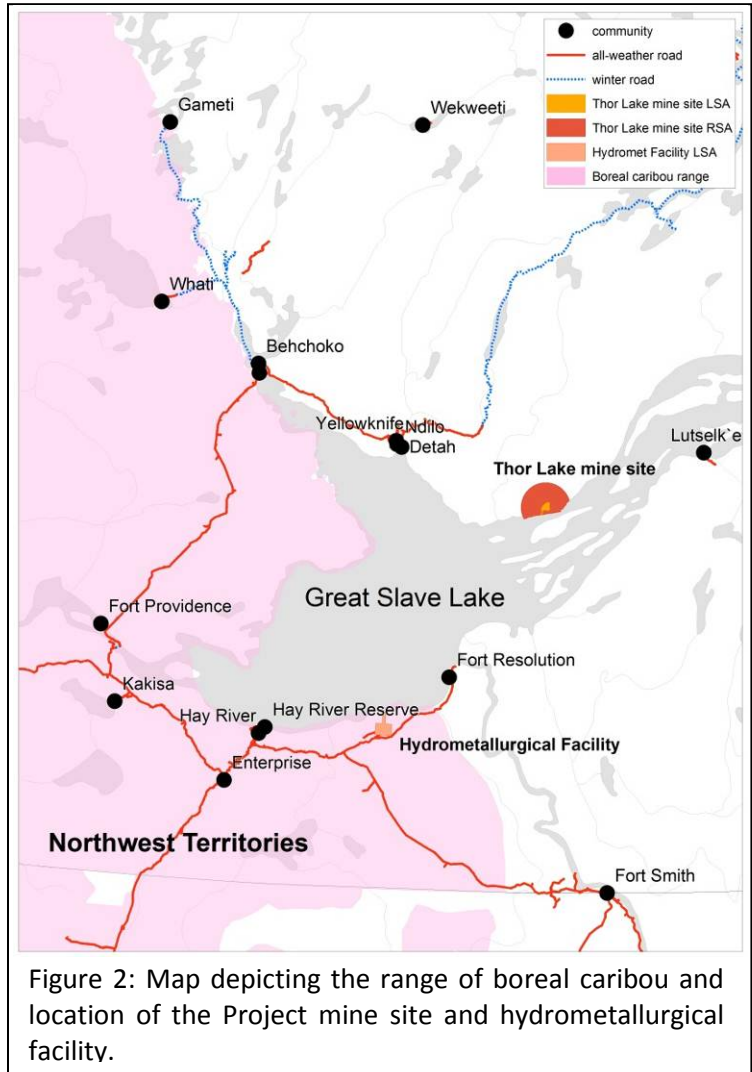 community
all-weather road
winter road
Thor Lake mine site LSA
Thor Lake mine site RSA
Hydromet Facility LSA
Boreal caribou range
Gameti
Wekweeti
Whati
Behchoko
Yellowknife
Ndilo
Detah
Lutselk`e
Thor Lake mine site
Great Slave Lake
Fort Providence
Fort Resolution
Kakisa
Hay River
Hay River Reserve
Hydrometallurgical Facility
Enterprise
Northwest Territories
Fort Smith
Figure 2: Map depicting the range of boreal caribou and
location of the Project mine site and hydrometallurgical
facility.